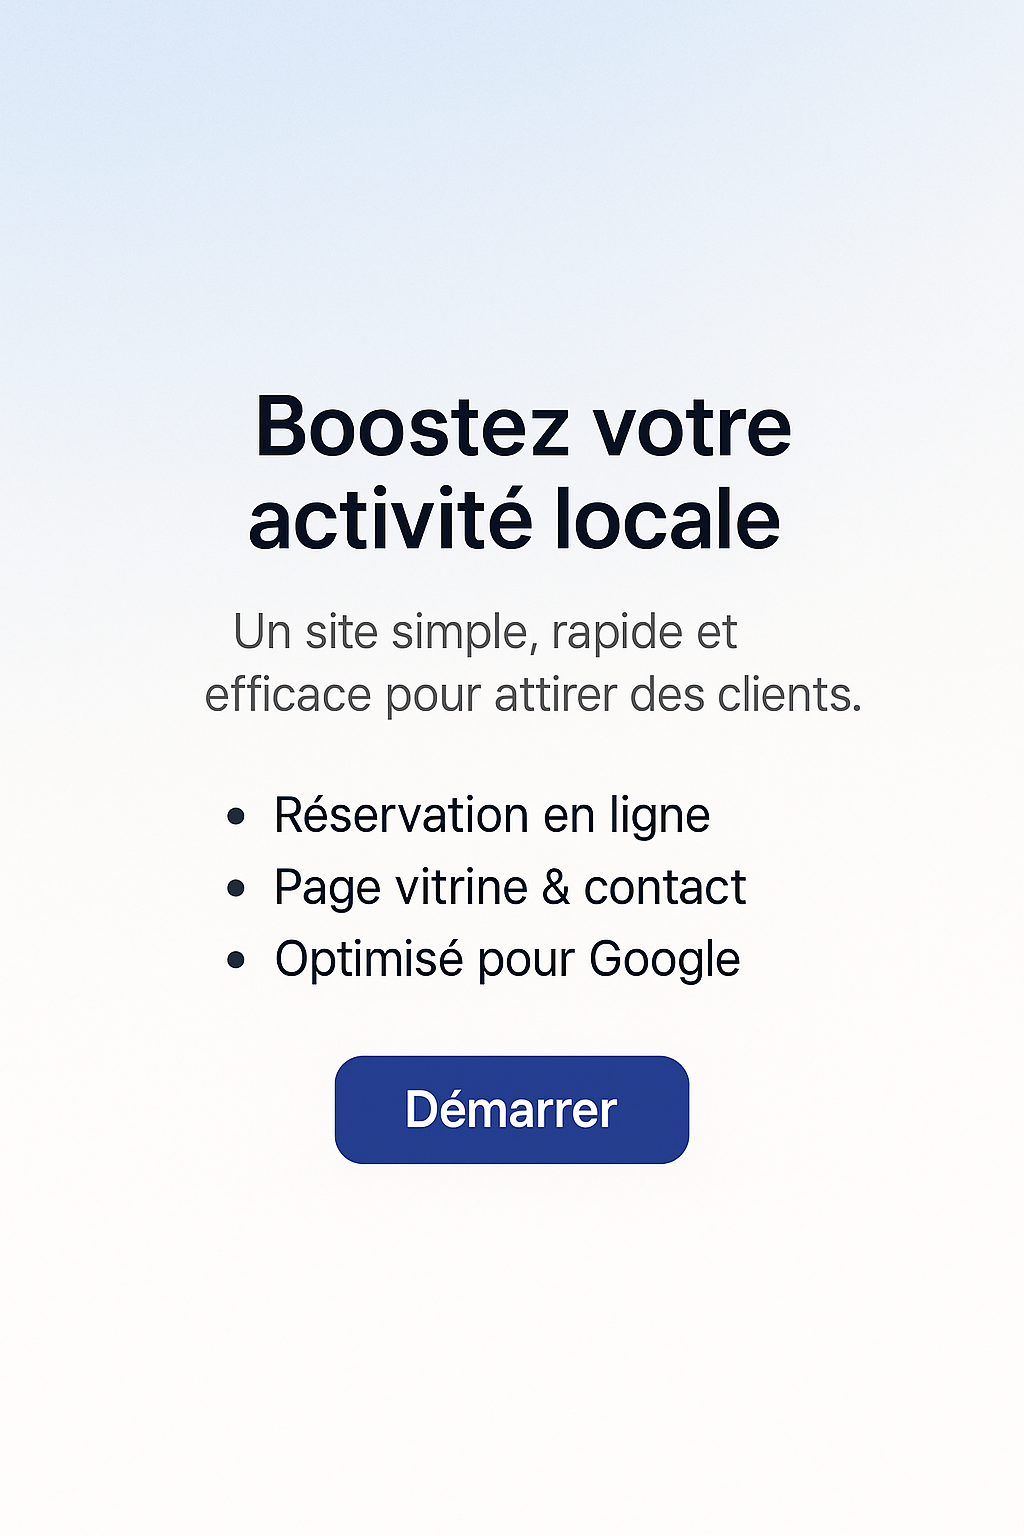 Boostez votre
activité locale
Un site simple, rapide et
efficace pour attirer des clients.
• Réservation en ligne
• Page vitrine & contact
• Optimisé pour Google
Démarrer